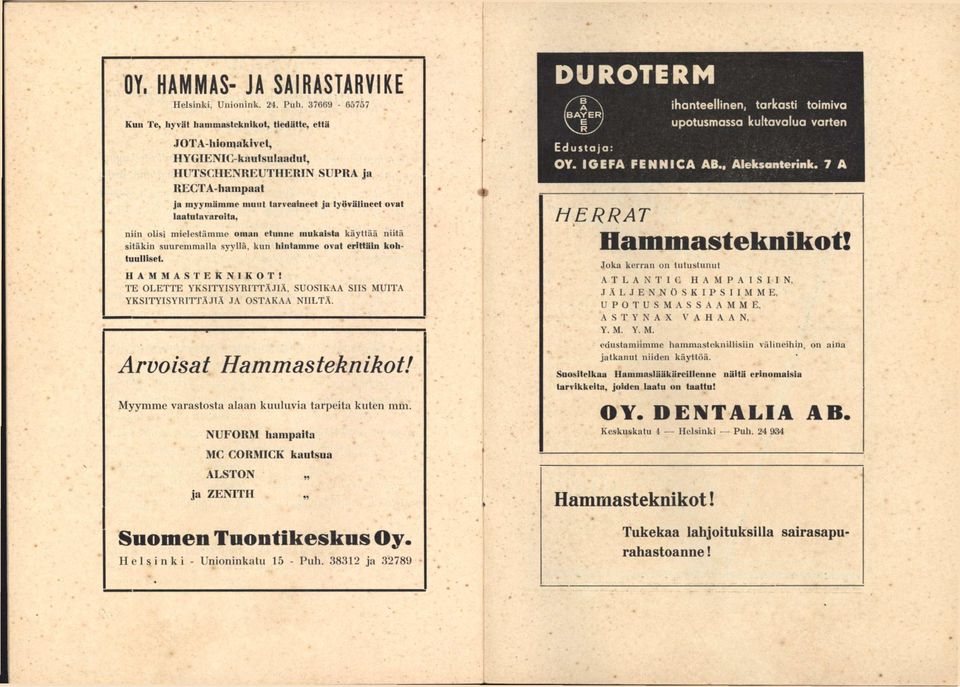 OY. HAMMAS- JA SAIRASTARVIKE
Helsinki, Unionink. 24. Puh. 37669 - 65757
Kun Te, hyvät hammasteknikot, tiedätte, että
JOTA-hiomakivet,
HYGIENIC-kautsulaadut,
HUTSCHENREUTHERIN SUPRA ja
RECTA-hampaat
ja myymämme muut tarveaineet ja työvälineet ovat
laatutavaroita,
niin olisi mielestämme oman etunne mukaista käyttää niitä
sitäkin suuremmalla syyllä, kun hintamme ovat erittäin koh-
tuulliset.
HAMMASTEKNIKOT!
TE OLETTE YKSITYISYRITTÄJIÄ, SUOSIKAA SIIS MUITA
YKSITYISYRITTÄJIÄ JA OSTAKAA NIILTÄ.
Arvoisat Hammasteknikot!
Myymme varastosta alaan kuuluvia tarpeita kuten mm.
NUFORM hampaita
MC CORMICK kautsua
ALSTON „
ja ZENITH „
Suomen Tuontikeskus Oy.
Helsinki - Unioninkatu 15 - Puh. 38312 ja 32789
DUROTERM
BAYER
BAYER
ihanteellinen, tarkasti toimiva
upotusmassa kultavalua varten
Edustaja:
OY. IGEFA FENNICA AB., Aleksanterink. 7 A
HERRAT
Hammasteknikot!
Joka kerran on tutustunut
ATLANTIC HAMPAISIIN,
JÄLJENNÖSKIPSIIMME,
UPOTUSMASSAAMME,
ASTYNAX VAHAAN,
Y. M. Y. M.
edustamiimme hammasteknillisiin välineihin, on aina
jatkanut niiden käyttöä.
Suositelkaa Hammaslääkäreillenne näitä erinomaisia
tarvikkeita, joiden laatu on taattu!
OY. DENTALIA AB.
Keskuskatu 4 — Helsinki — Puh. 24 934
Hammasteknikot!
Tukekaa lahjoituksilla sairasapu-
rahastoanne!